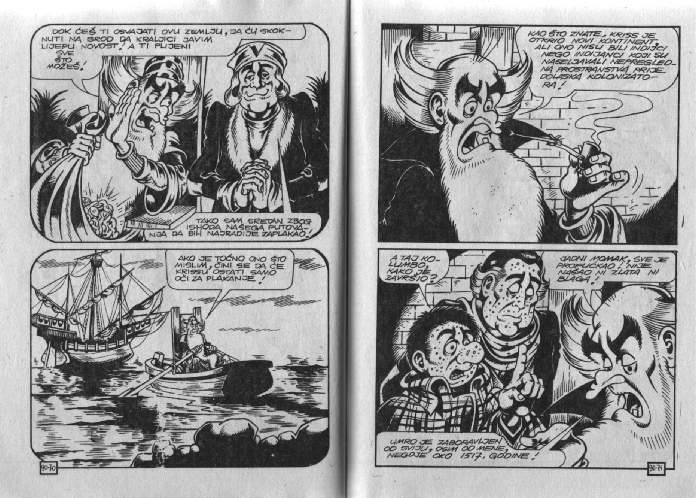 DOK ĆEŠ TI OSVAJATI OVU ZEMLJU, JA ĆU SKOK-
NUTI NA BROD DA KRALJICI JAVIM
LIJEPU NOVOST! A TI PLIJENI
SVE
ŠTO
MOŽEŠ!
TAKO SAM SRETAN ZBOG
ISHODA NAŠEGA PUTOVA-
NJA DA BIH NAJRADIJE ZAPLAKAO!
AKO JE TOČNO ONO ŠTO
MISLIM, ČINI SE DA ĆE
KRISSU OSTATI SAMO
OČI ZA PLAKANJE!
90-70
KAO ŠTO ZNATE, KRISS JE
OTKRIO NOVI KONTINENT,
ALI ONO NISU BILI INDIJCI
NEGO INDIJANCI KOJI SU
NASELJAVALI NEPREGLED-
NA PROSTRANSTVA PRIJE
DOLASKA KOLONIZATO-
RA!
A TAJ KO-
LUMBO,
KAKO JE
ZAVRŠIO?
JADNI MOMAK, SVE JE
PROFUĆKAO! NIJE
NAŠAO NI ZLATA NI
BLAGA!
UMRO JE ZABORAVLJEN
OD SVIJU, OSIM OD MENE,
NEGDJE OKO 1517. GODINE!
90-71